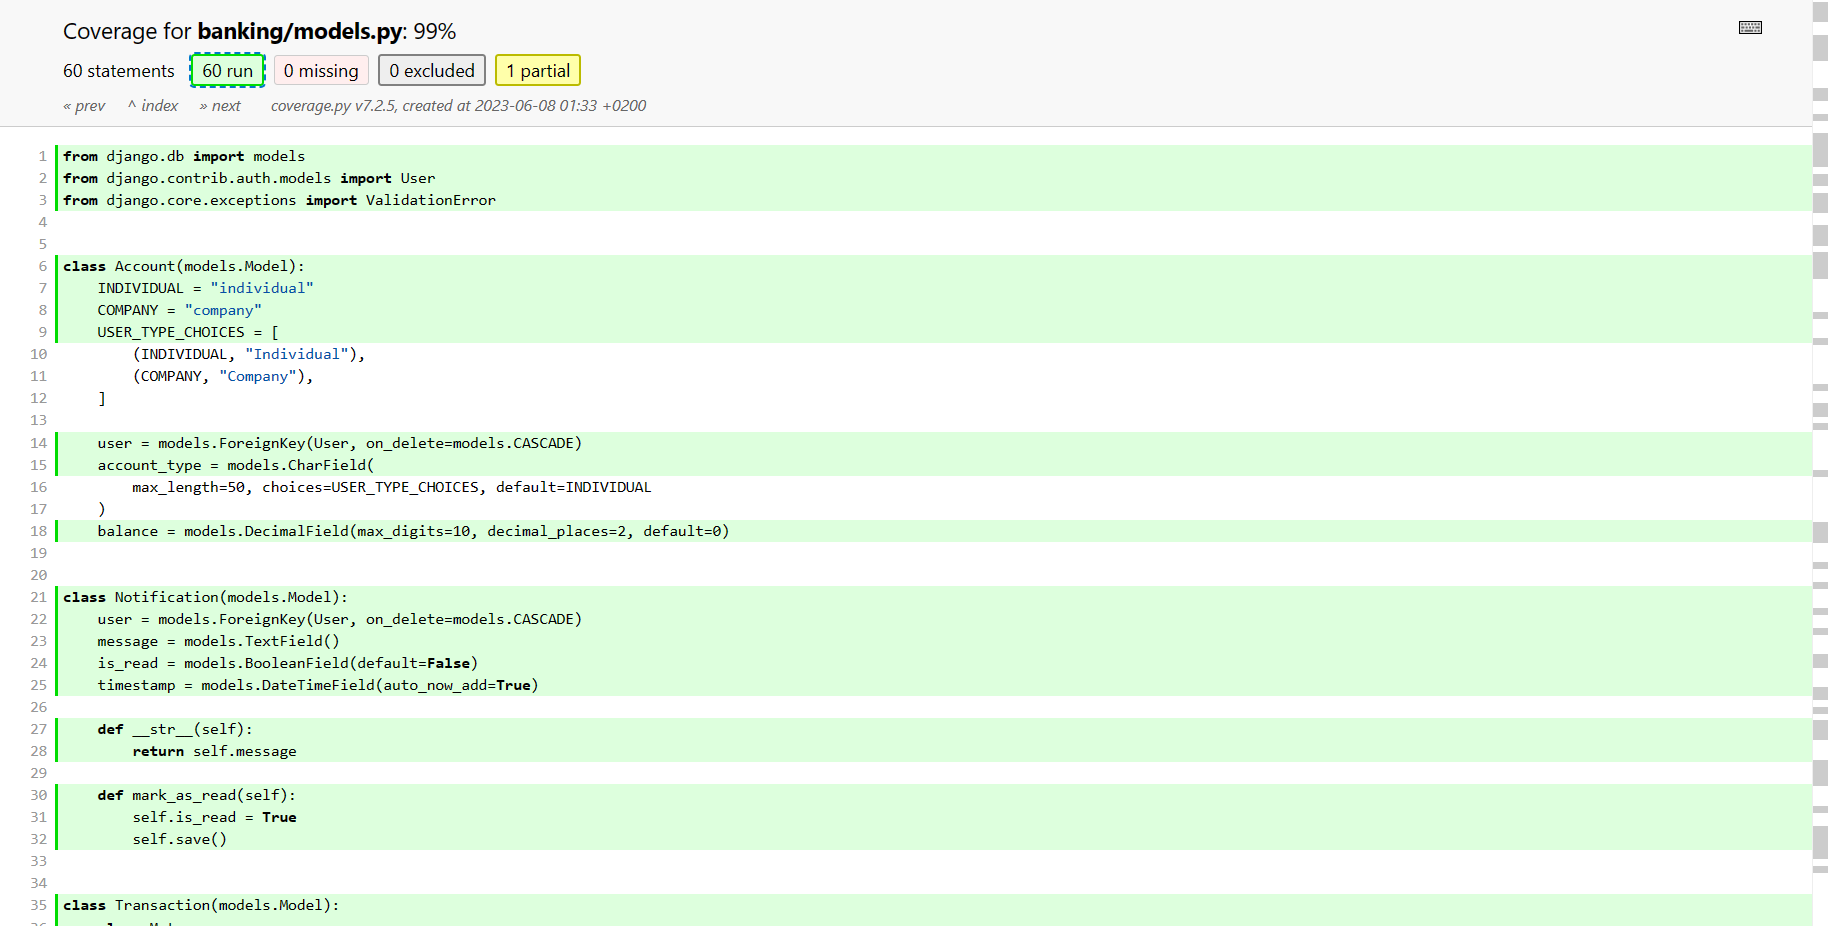 Coverage for banking/models.py: 99%
60 statements 60 run 0 missing 0 excluded 1 partial
« prev ^ index » next coverage.py v7.2.5, created at 2023-06-08 01:33 +0200
1 from django.db import models
2 from django.contrib.auth.models import User
3 from django.core.exceptions import ValidationError
4
5
6 class Account(models.Model):
7     INDIVIDUAL = "individual"
8     COMPANY = "company"
9     USER_TYPE_CHOICES = [
10         (INDIVIDUAL, "Individual"),
11         (COMPANY, "Company"),
12     ]
13
14     user = models.ForeignKey(User, on_delete=models.CASCADE)
15     account_type = models.CharField(
16         max_length=50, choices=USER_TYPE_CHOICES, default=INDIVIDUAL
17     )
18     balance = models.DecimalField(max_digits=10, decimal_places=2, default=0)
19
20
21 class Notification(models.Model):
22     user = models.ForeignKey(User, on_delete=models.CASCADE)
23     message = models.TextField()
24     is_read = models.BooleanField(default=False)
25     timestamp = models.DateTimeField(auto_now_add=True)
26
27     def __str__(self):
28         return self.message
29
30     def mark_as_read(self):
31         self.is_read = True
32         self.save()
33
34
35 class Transaction(models.Model):